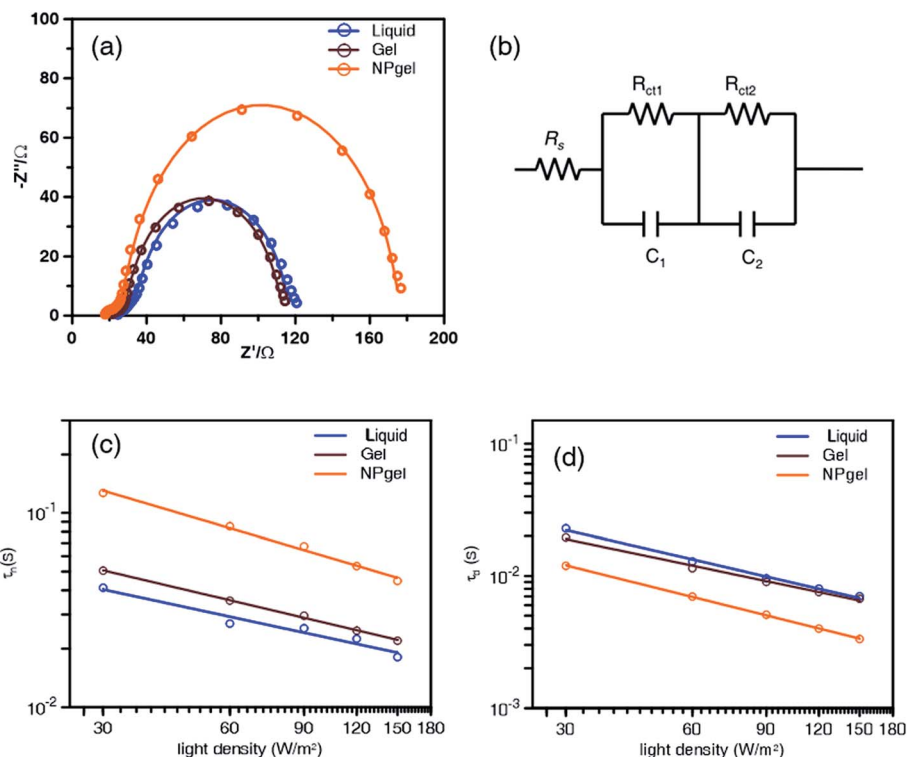 (a)
Liquid
Gel
NPgel
100
80
60
40
20
0
-Z"/Ω
0 40 80 120 160 200
Z'/Ω
(b)
Rs
Rct1
Rct2
C1
C2
(c)
Liquid
Gel
NPgel
10-1
10-2
τn(s)
30 60 90 120 150 180
light density (W/m²)
(d)
Liquid
Gel
NPgel
10-1
10-2
10-3
τd (s)
30 60 90 120 150 180
light density (W/m²)